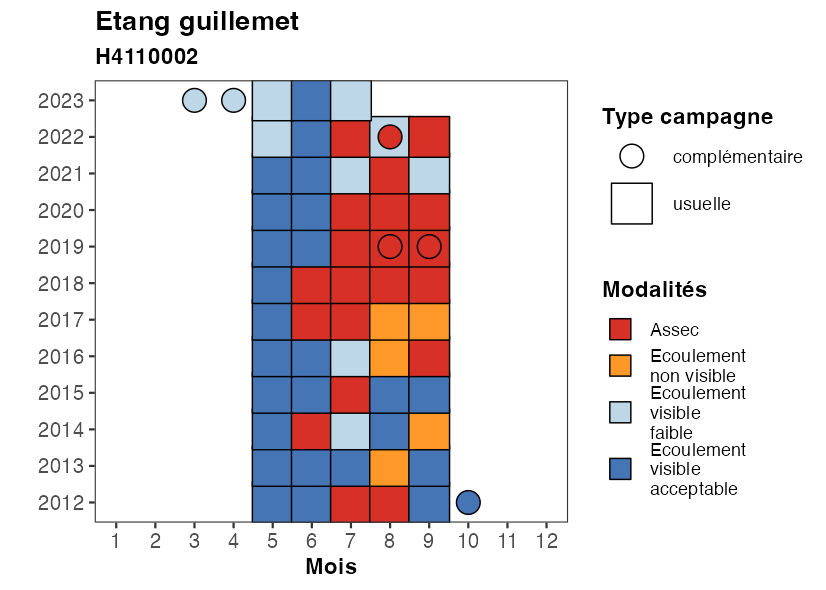 Etang guillemet
H4110002
2023
2022
2021
2020
2019
2018
2017
2016
2015
2014
2013
2012
1 2 3 4 5 6 7 8 9 10 11 12
Mois
Type campagne
complémentaire
usuelle
Modalités
Assec
Ecoulement
non visible
Ecoulement
visible
faible
Ecoulement
visible
acceptable